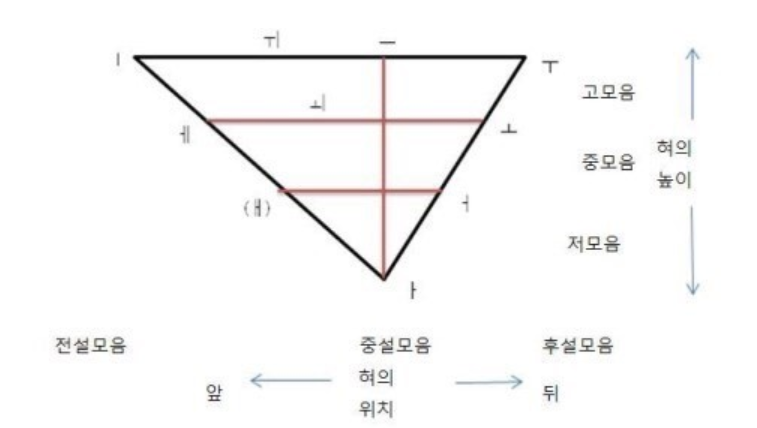 ㅟ ㅡ
ㅣ ㅜ
고모음
ㅚ
ㅔ ㅗ
중모음
혀의
높이
(ㅐ) ㅓ
저모음
ㅏ
전설모음 중설모음 후설모음
앞 혀의 뒤
위치